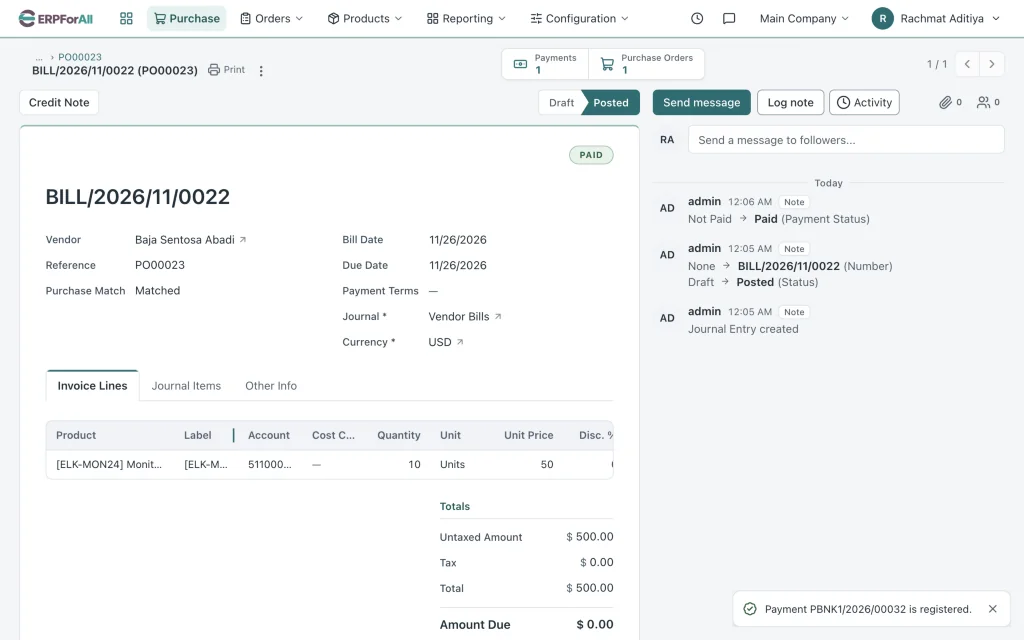 ERPForAll
Purchase
Orders
Products
Reporting
Configuration
Main Company
R
Rachmat Aditiya
... › PO00023
BILL/2026/11/0022 (PO00023)
Print
Payments
1
Purchase Orders
1
1 / 1
Credit Note
Draft
Posted
Send message
Log note
Activity
0
0
PAID
BILL/2026/11/0022
Vendor
Baja Sentosa Abadi
Reference
PO00023
Purchase Match
Matched
Bill Date
11/26/2026
Due Date
11/26/2026
Payment Terms
—
Journal *
Vendor Bills
Currency *
USD
Invoice Lines
Journal Items
Other Info
Product Label Account Cost C... Quantity Unit Unit Price Disc. %
[ELK-MON24] Monit... [ELK-M... 511000... — 10 Units 50
Totals
Untaxed Amount $ 500.00
Tax $ 0.00
Total $ 500.00
Amount Due $ 0.00
RA
Send a message to followers...
Today
AD
admin 12:06 AM Note
Not Paid → Paid (Payment Status)
AD
admin 12:05 AM Note
None → BILL/2026/11/0022 (Number)
Draft → Posted (Status)
AD
admin 12:05 AM Note
Journal Entry created
Payment PBNK1/2026/00032 is registered.